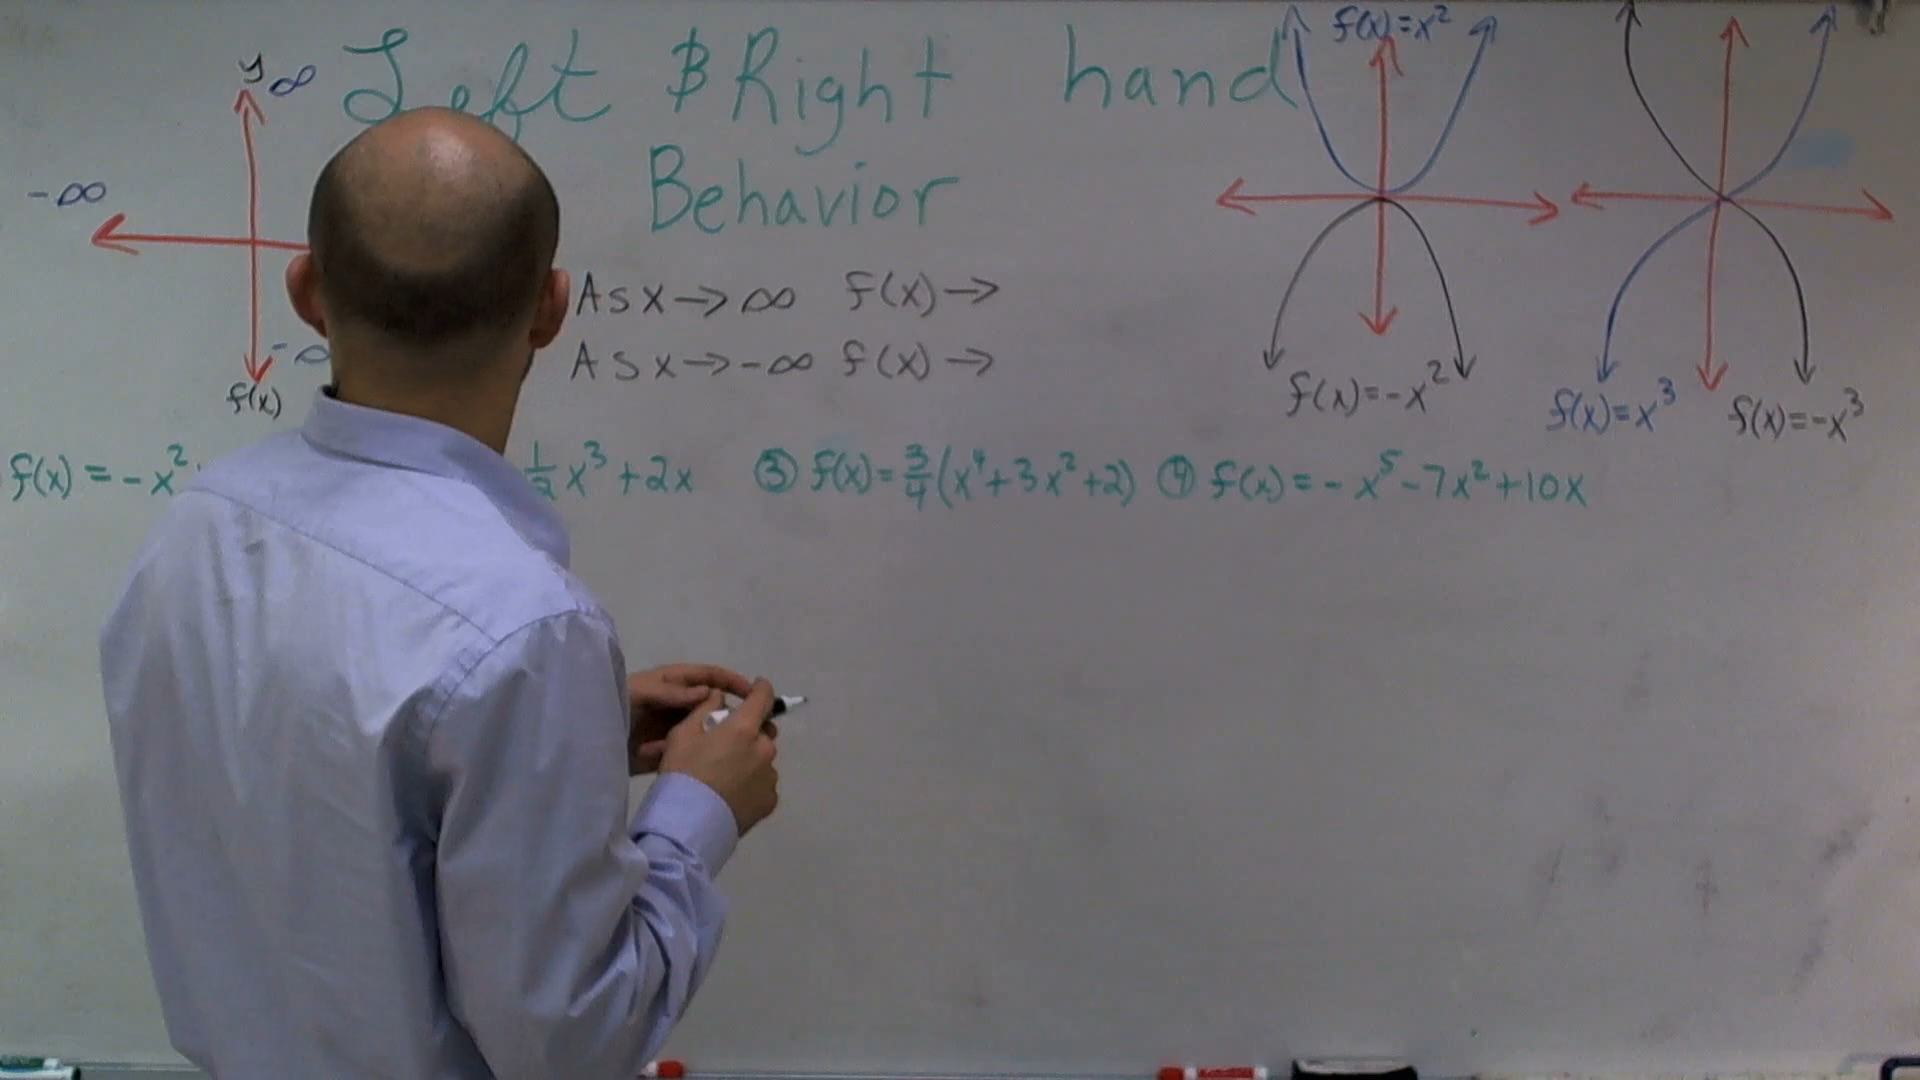 Left & Right hand
Behavior
y
∞
-∞
-∞
f(x)
As x→∞ f(x)→
As x→-∞ f(x)→
f(x)=x²
f(x)=-x²
f(x)=x³
f(x)=-x³
f(x) = -x²
½x³+2x
③ f(x)=¾(x⁴+3x²+2)
④ f(x)=-x⁵-7x²+10x